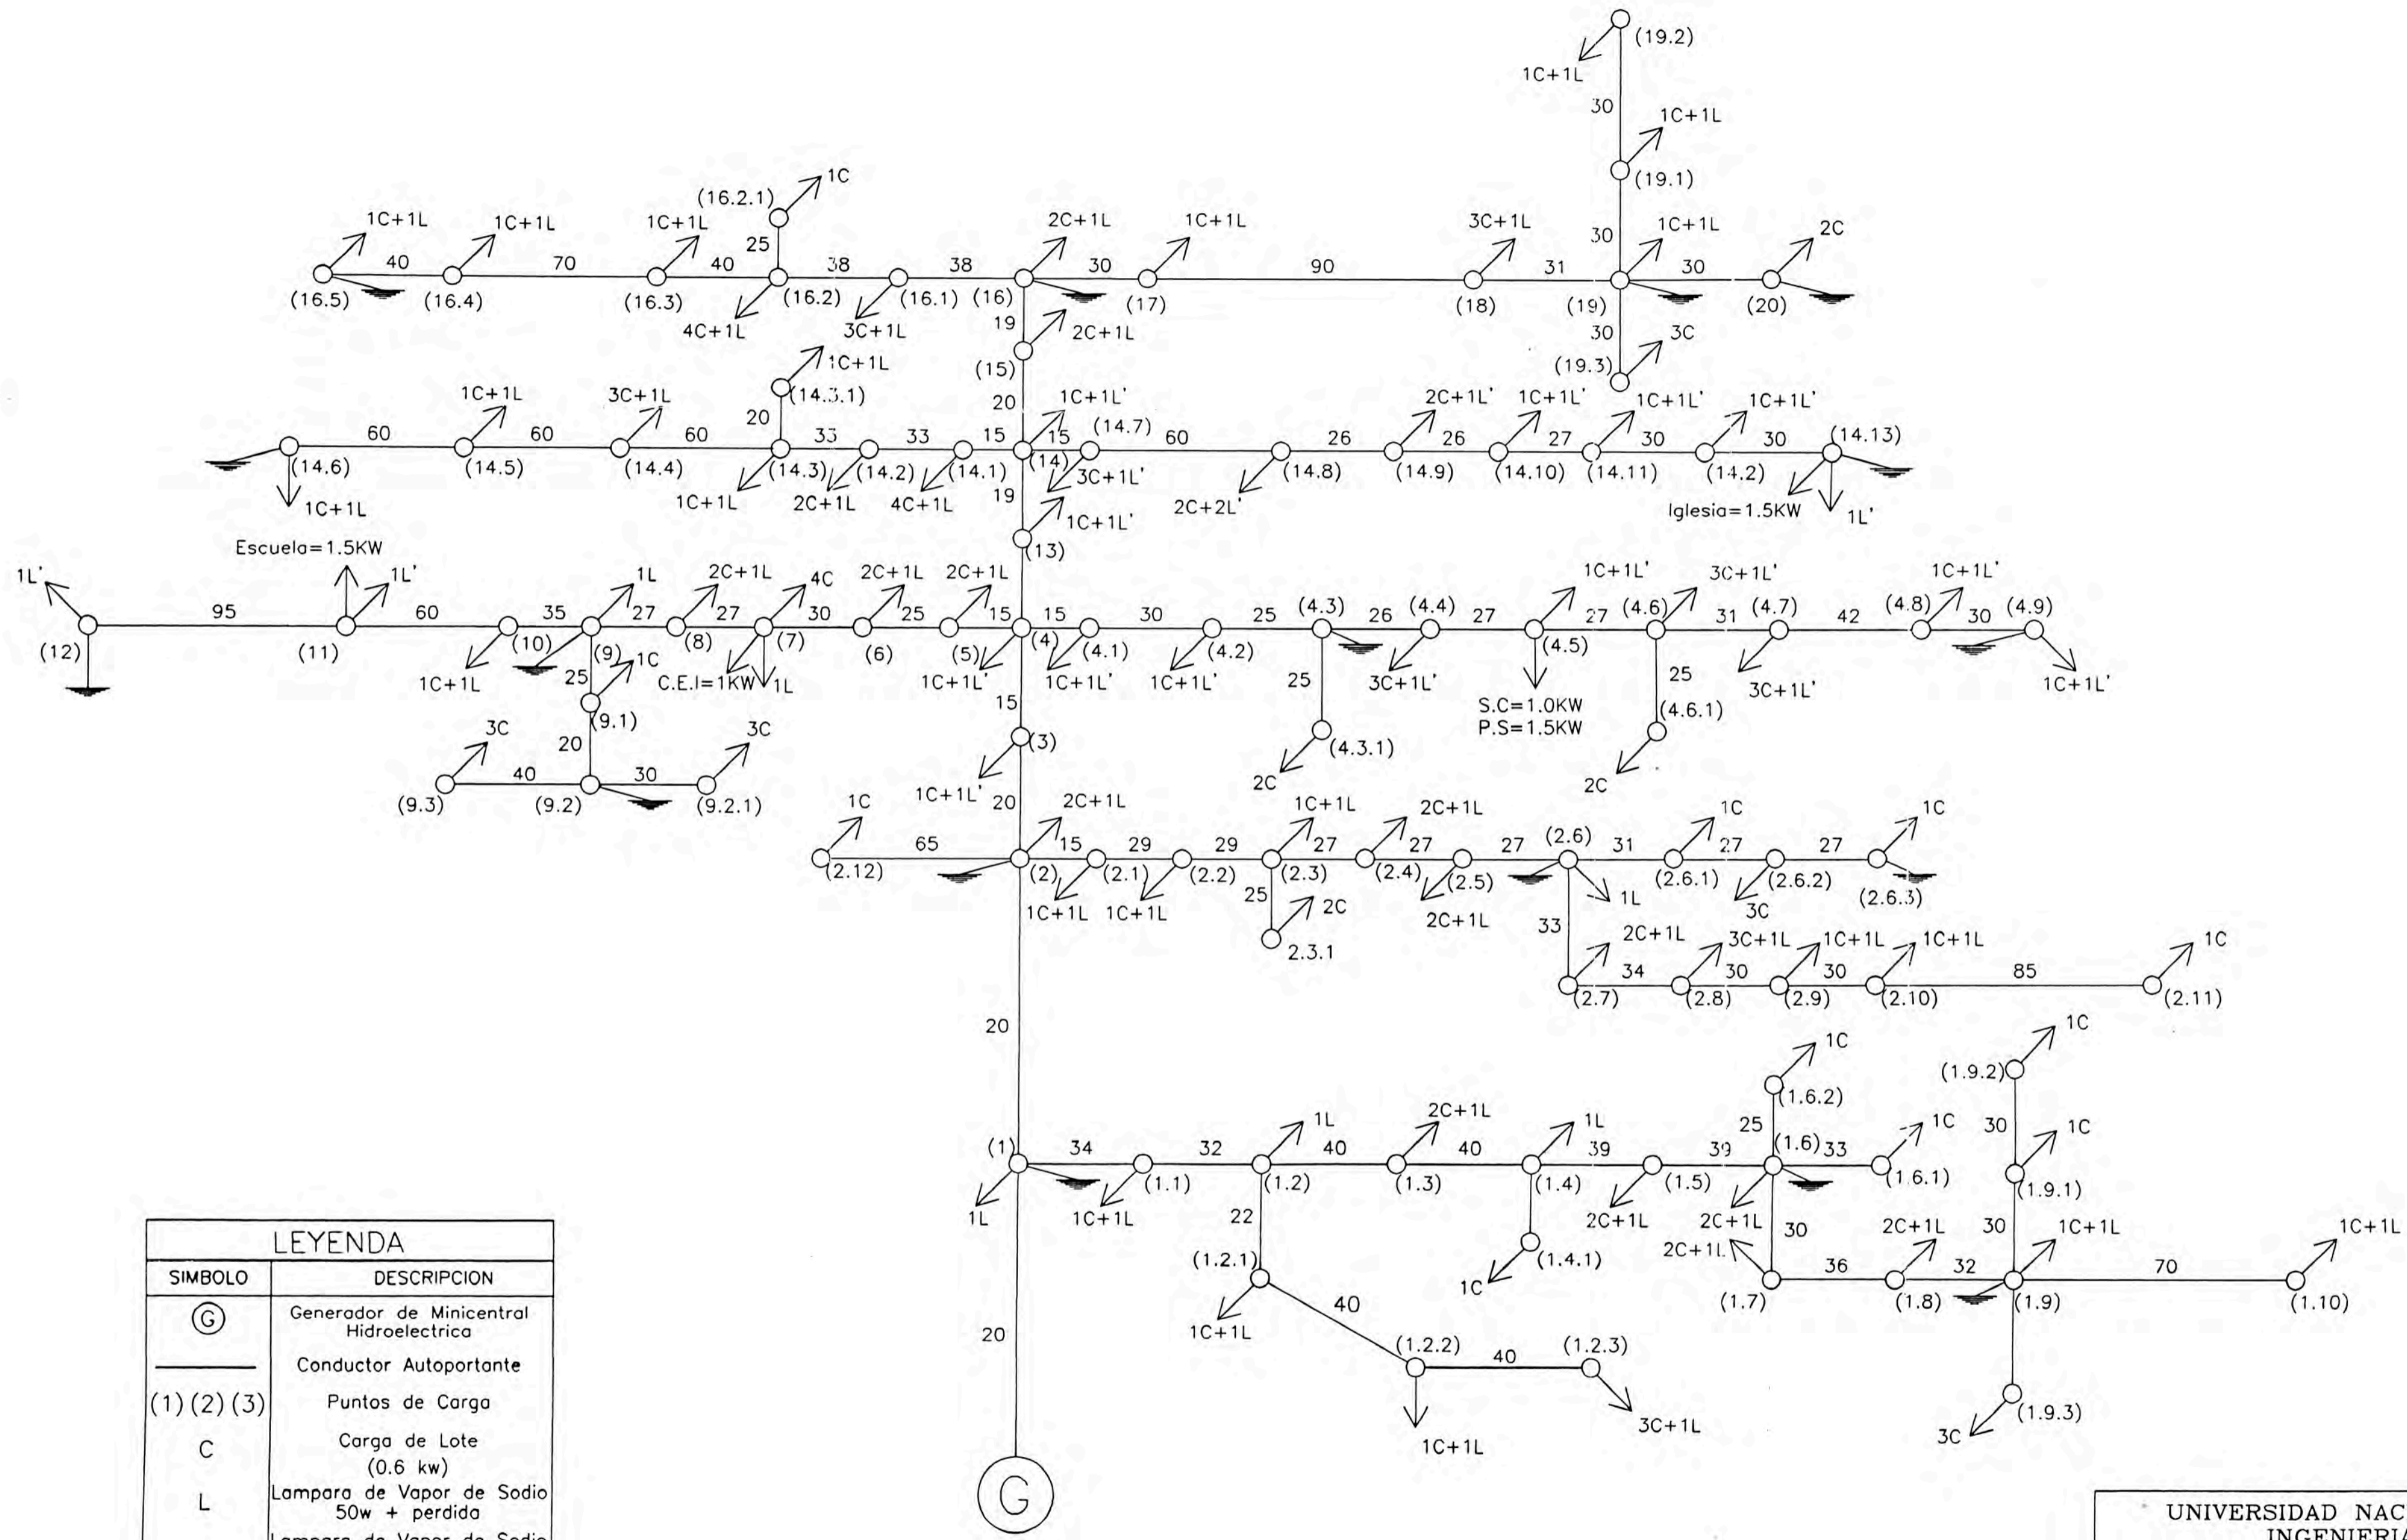 (19.2)
1C+1L
30
1C+1L
(19.1)
30
1C+1L
2C
(16.2.1)
1C
25
1C+1L
40
1C+1L
70
1C+1L
40
38
38
2C+1L
30
1C+1L
90
3C+1L
31
30
(16.5)
(16.4)
(16.3)
(16.2)
(16.1)
(16)
(17)
(18)
(19)
(20)
4C+1L
3C+1L
19
2C+1L
30
3C
(15)
(19.3)
1C+1L
(14.3.1)
20
20
1C+1L'
(14.7)
1C+1L
3C+1L
2C+1L'
1C+1L'
1C+1L'
1C+1L'
60
60
60
33
33
15
15
60
26
26
27
30
30
(14.13)
(14.6)
(14.5)
(14.4)
(14.3)
(14.2)
(14.1)
(14)
(14.8)
(14.9)
(14.10)
(14.11)
(14.2)
1C+1L
1C+1L
2C+1L
4C+1L
19
3C+1L'
2C+2L'
Iglesia=1.5KW
1L'
1C+1L'
(13)
Escuela=1.5KW
1L'
1L'
1L
2C+1L
4C
2C+1L
2C+1L
1C+1L'
3C+1L'
1C+1L'
95
60
35
27
27
30
25
15
15
30
25
(4.3)
26
(4.4)
27
27
(4.6)
31
(4.7)
42
(4.8)
30
(4.9)
(12)
(11)
(10)
(9)
(8)
(7)
(6)
(5)
(4)
(4.1)
(4.2)
(4.5)
1C+1L
1C
25
C.E.I=1KW
1L
1C+1L'
1C+1L'
1C+1L'
25
3C+1L'
25
3C+1L'
1C+1L'
(9.1)
15
S.C=1.0KW
P.S=1.5KW
(4.6.1)
3C
3C
20
(3)
(4.3.1)
2C
2C
40
30
(9.3)
(9.2)
(9.2.1)
1C+1L'
20
1C
2C+1L
1C+1L
2C+1L
1C
1C
65
15
29
29
27
27
27
(2.6)
31
27
27
(2.12)
(2)
(2.1)
(2.2)
(2.3)
(2.4)
(2.5)
(2.6.1)
(2.6.2)
(2.6.3)
1C+1L
1C+1L
25
2C
2C+1L
1L
3C
2.3.1
33
2C+1L
3C+1L
1C+1L
1C+1L
1C
34
30
30
85
(2.7)
(2.8)
(2.9)
(2.10)
(2.11)
20
1C
1C
(1.9.2)
(1.6.2)
1L
2C+1L
1L
25
1C
30
1C
(1)
34
32
40
40
39
39
(1.6)
33
(1.1)
(1.2)
(1.3)
(1.4)
(1.5)
(1.6.1)
(1.9.1)
1L
1C+1L
22
2C+1L
2C+1L
30
30
2C+1L
2C+1L
1C+1L
1C+1L
(1.2.1)
(1.4.1)
1C
36
32
70
(1.7)
(1.8)
(1.9)
(1.10)
1C+1L
40
20
(1.2.2)
40
(1.2.3)
1C+1L
3C+1L
(1.9.3)
3C
G
LEYENDA
SIMBOLO
DESCRIPCION
G
Generador de Minicentral
Hidroelectrica
Conductor Autoportante
(1)(2)(3)
Puntos de Carga
C
Carga de Lote
(0.6 kw)
L
Lampara de Vapor de Sodio
50w + perdida
Lampara de Vapor de Sodio
UNIVERSIDAD NAC
INGENIERIA